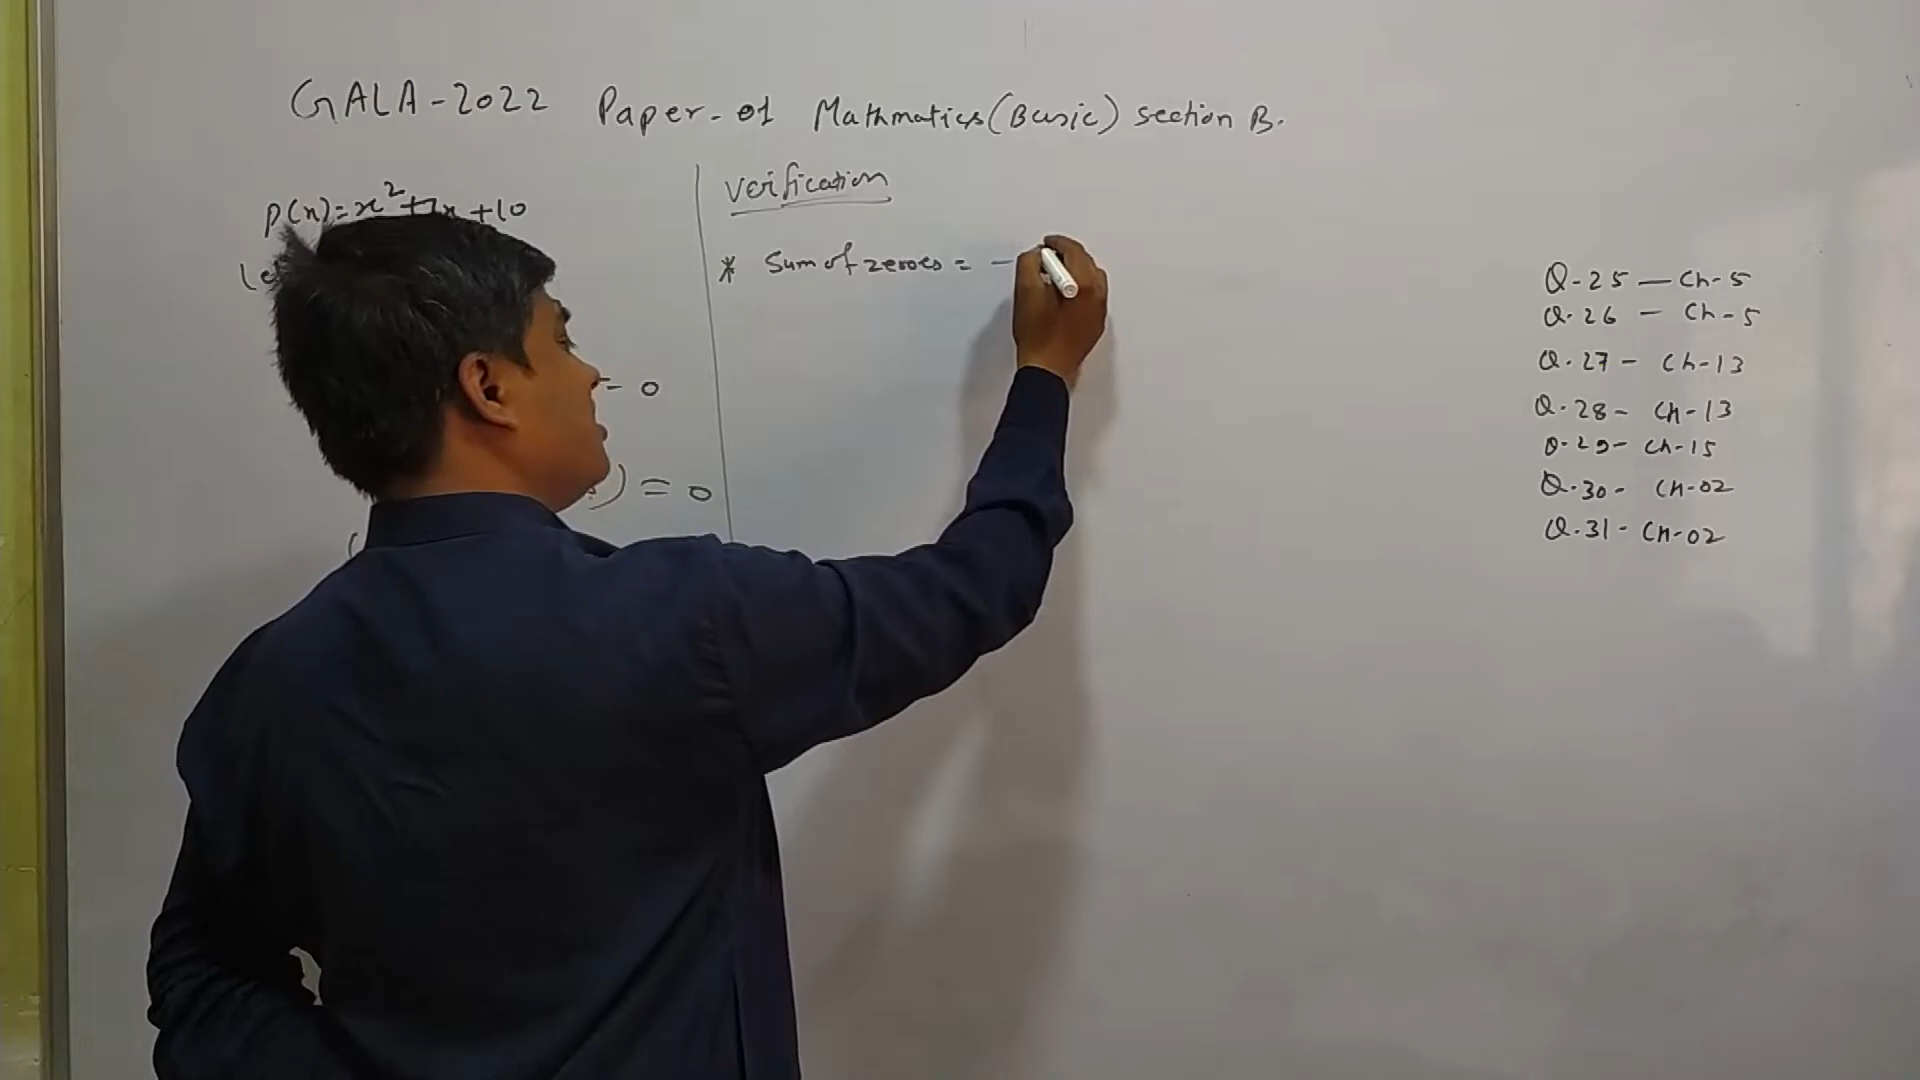 GALA-2022 Paper-of Mathmatics (Basic) section B.
p(x)=x²+7x+10
= 0
) = 0
Verification
* Sum of zeroes = -
Q-25 — Ch-5
Q.26 - Ch-5
Q.27 - Ch-13
Q.28- Ch-13
Q.29- Ch-15
Q.30- Ch-02
Q.31- Ch-02